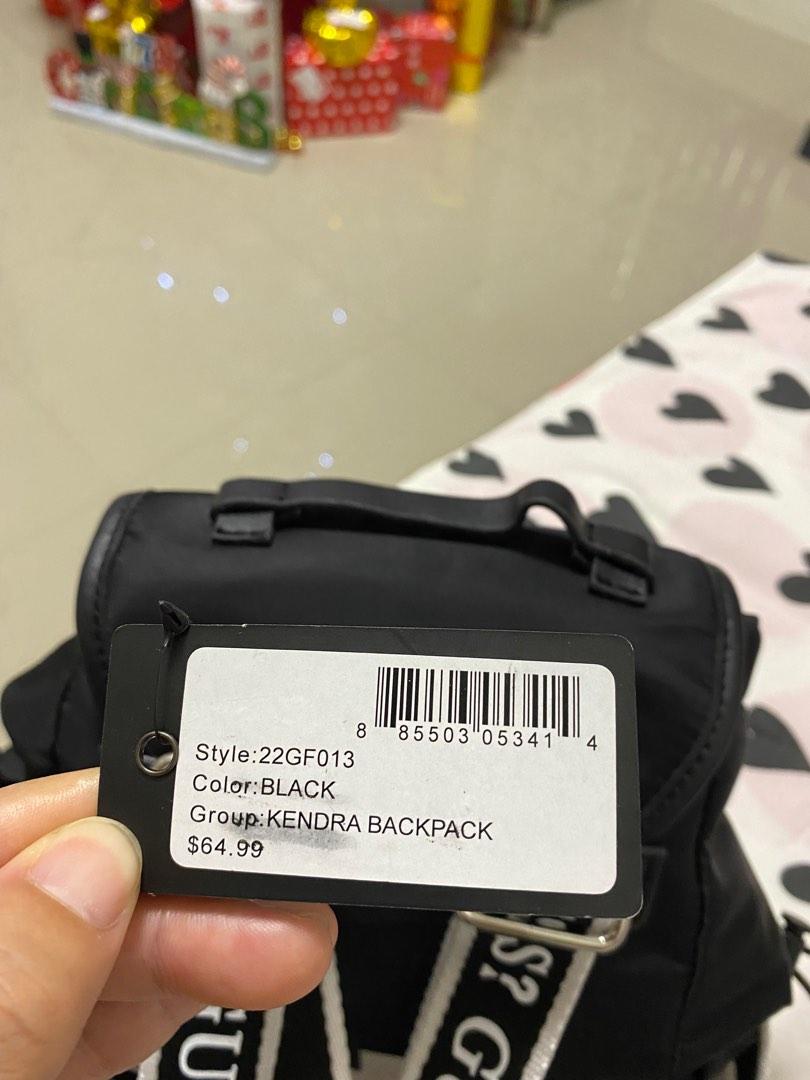 8 85503 05341 4
Style:22GF013
Color:BLACK
Group:KENDRA BACKPACK
$64.99
S? G
U